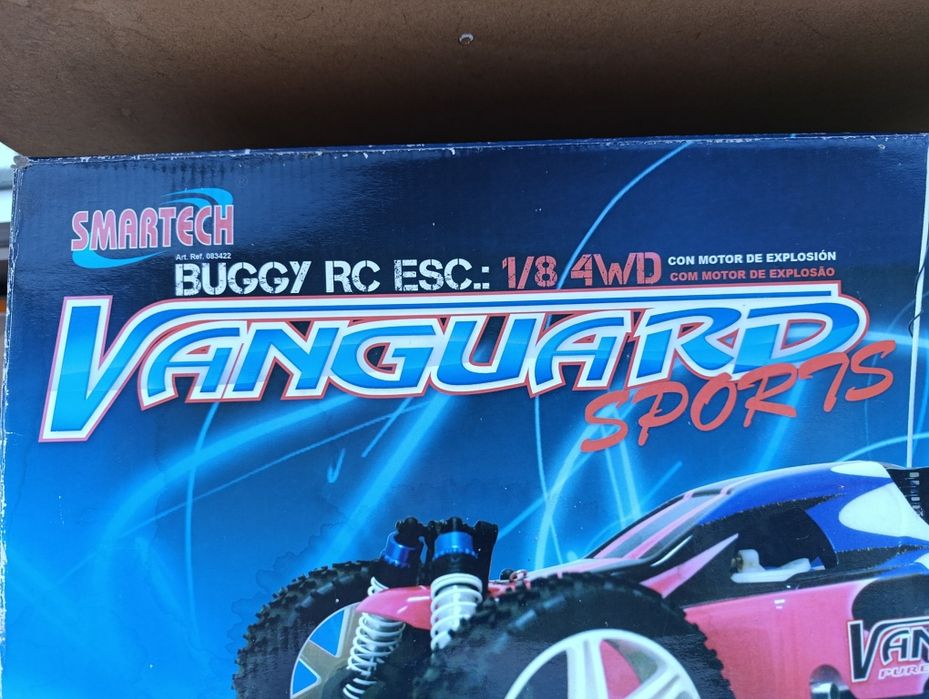 SMARTECH
Art. Ref. 083422
BUGGY RC ESC.: 1/8 4WD
CON MOTOR DE EXPLOSIÓN
COM MOTOR DE EXPLOSÃO
VANGUARD
SPORTS